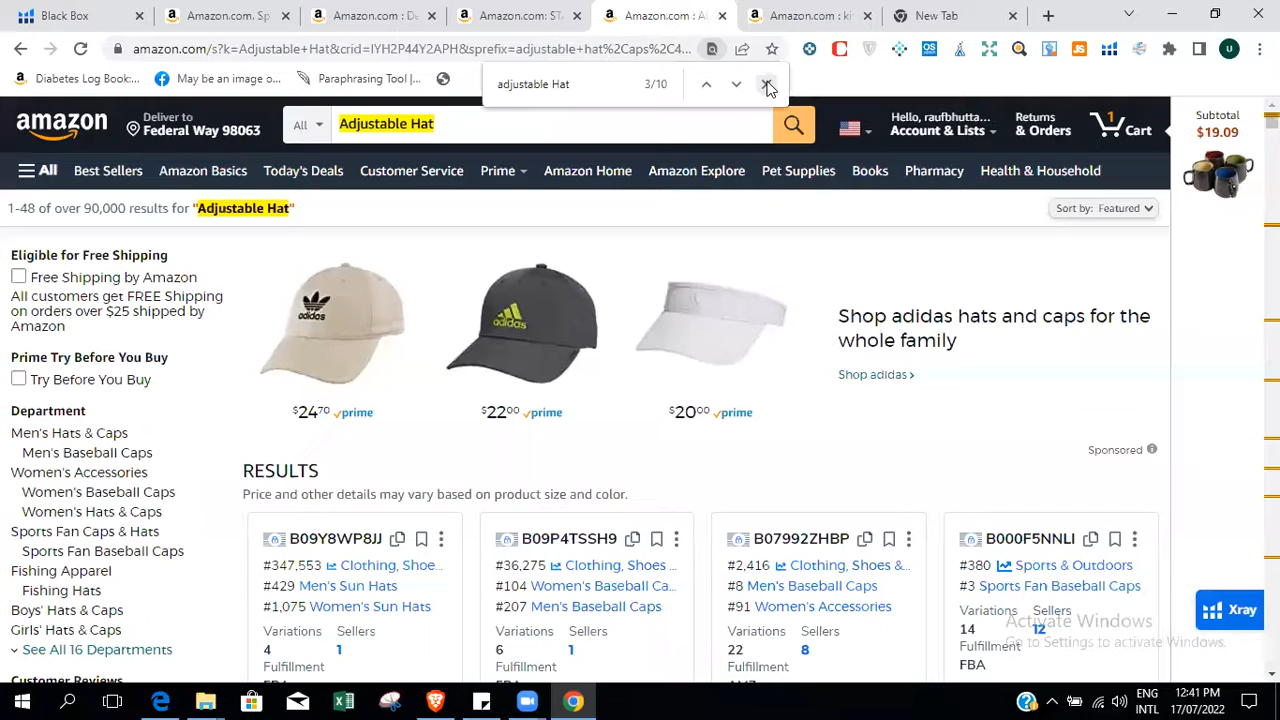 Black Box
Amazon.com. Sp
Amazon.com : De
Amazon.com: STA
Amazon.com : A
Amazon.com : ki
New Tab
amazon.com/s?k=Adjustable+Hat&crid=IYH2P44Y2APH&sprefix=adjustable+hat%2Caps%2C4...
Diabetes Log Book...
May be an image o...
Paraphrasing Tool |...
adjustable Hat 3/10
amazon
Deliver to
Federal Way 98063
All
Adjustable Hat
Hello, raufbhutta...
Account & Lists
Returns
& Orders
1
Cart
Subtotal
$19.09
All Best Sellers Amazon Basics Today's Deals Customer Service Prime Amazon Home Amazon Explore Pet Supplies Books Pharmacy Health & Household
1-48 of over 90,000 results for "Adjustable Hat"
Sort by: Featured
Eligible for Free Shipping
Free Shipping by Amazon
All customers get FREE Shipping
on orders over $25 shipped by
Amazon
Prime Try Before You Buy
Try Before You Buy
Department
Men's Hats & Caps
Men's Baseball Caps
Women's Accessories
Women's Baseball Caps
Women's Hats & Caps
Sports Fan Caps & Hats
Sports Fan Baseball Caps
Fishing Apparel
Fishing Hats
Boys' Hats & Caps
Girls' Hats & Caps
See All 16 Departments
Customer Reviews
adidas
adidas
$24.70 prime
$22.00 prime
$20.00 prime
Shop adidas hats and caps for the
whole family
Shop adidas ›
Sponsored
RESULTS
Price and other details may vary based on product size and color.
B09Y8WP8JJ
#347,553 Clothing, Shoe...
#429 Men's Sun Hats
#1,075 Women's Sun Hats
Variations Sellers
4 1
Fulfillment
B09P4TSSH9
#36,275 Clothing, Shoes ...
#104 Women's Baseball Ca...
#207 Men's Baseball Caps
Variations Sellers
6 1
Fulfillment
B07992ZHBP
#2,416 Clothing, Shoes &...
#8 Men's Baseball Caps
#91 Women's Accessories
Variations Sellers
22 8
Fulfillment
B000F5NNLI
#380 Sports & Outdoors
#3 Sports Fan Baseball Caps
Variations Sellers
14 12
Fulfillment
FBA
Xray
Activate Windows
Go to Settings to activate Windows.
ENG
INTL
12:41 PM
17/07/2022